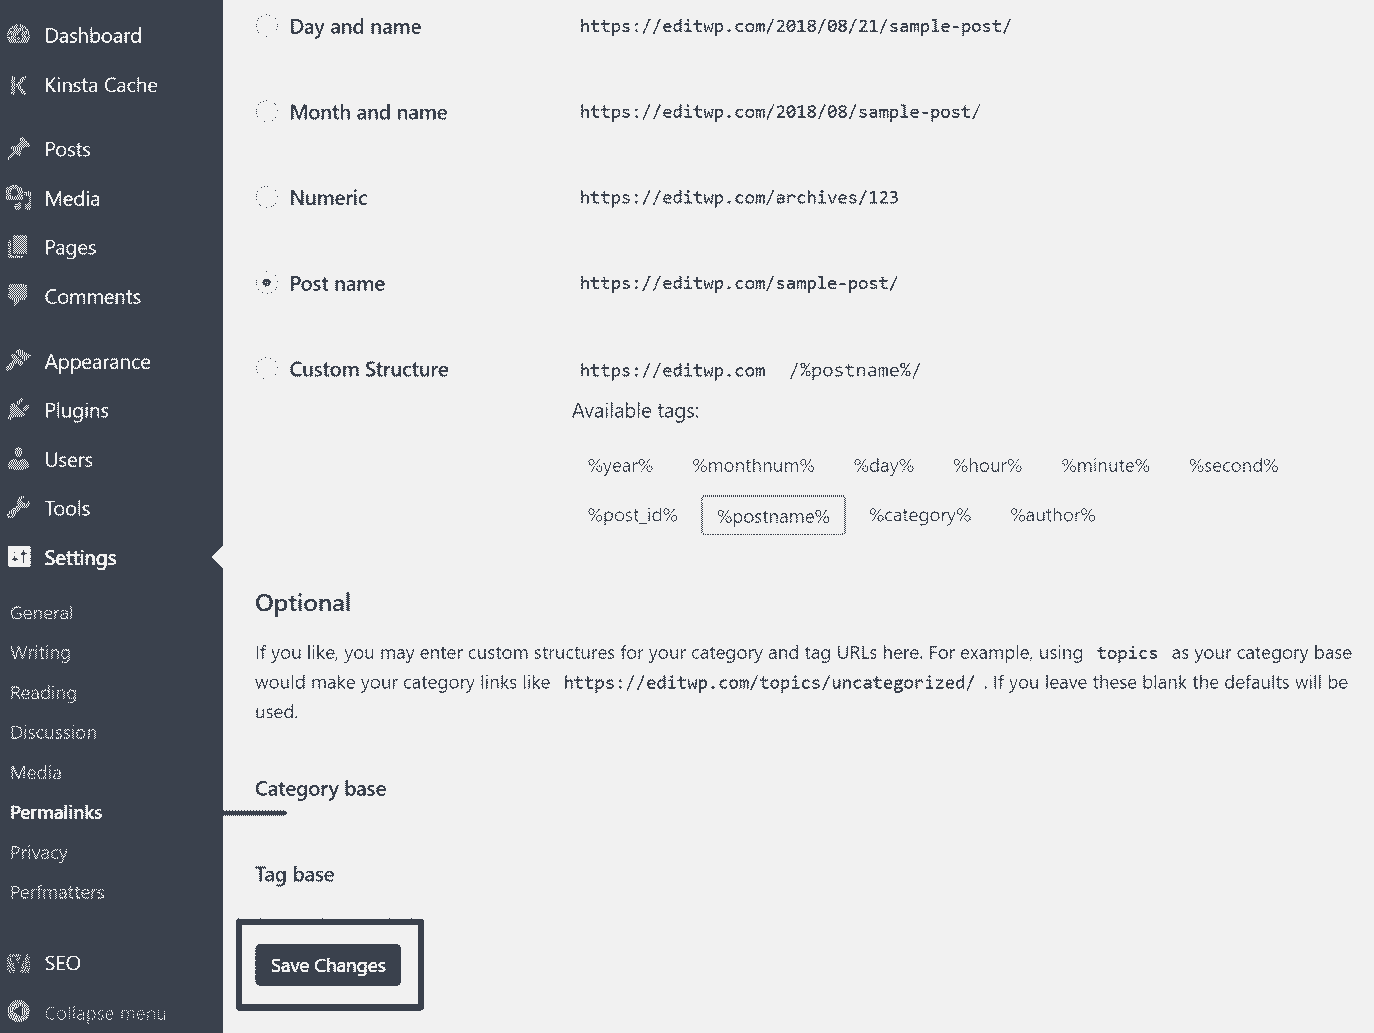 Dashboard
Kinsta Cache
Posts
Media
Pages
Comments
Appearance
Plugins
Users
Tools
Settings
General
Writing
Reading
Discussion
Media
Permalinks
Privacy
Perfmatters
SEO
Collapse menu
Day and name https://editwp.com/2018/08/21/sample-post/
Month and name https://editwp.com/2018/08/sample-post/
Numeric https://editwp.com/archives/123
Post name https://editwp.com/sample-post/
Custom Structure https://editwp.com /%postname%/
Available tags:
%year% %monthnum% %day% %hour% %minute% %second%
%post_id% %postname% %category% %author%
Optional
If you like, you may enter custom structures for your category and tag URLs here. For example, using topics as your category base
would make your category links like https://editwp.com/topics/uncategorized/ . If you leave these blank the defaults will be
used.
Category base
Tag base
Save Changes